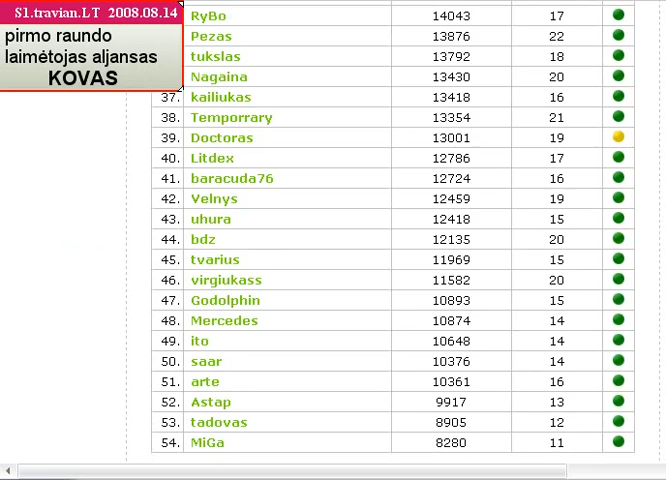 S1.travian.LT 2008.08.14
pirmo raundo
laimėtojas aljansas
KOVAS
RyBo 14043 17
Pezas 13876 22
tukslas 13792 18
Nagaina 13430 20
37. kailiukas 13418 16
38. Temporrary 13354 21
39. Doctoras 13001 19
40. Litdex 12786 17
41. baracuda76 12724 16
42. Velnys 12459 19
43. uhura 12418 15
44. bdz 12135 20
45. tvarius 11969 15
46. virgiukass 11582 20
47. Godolphin 10893 15
48. Mercedes 10874 14
49. ito 10648 14
50. saar 10376 14
51. arte 10361 16
52. Astap 9917 13
53. tadovas 8905 12
54. MiGa 8280 11